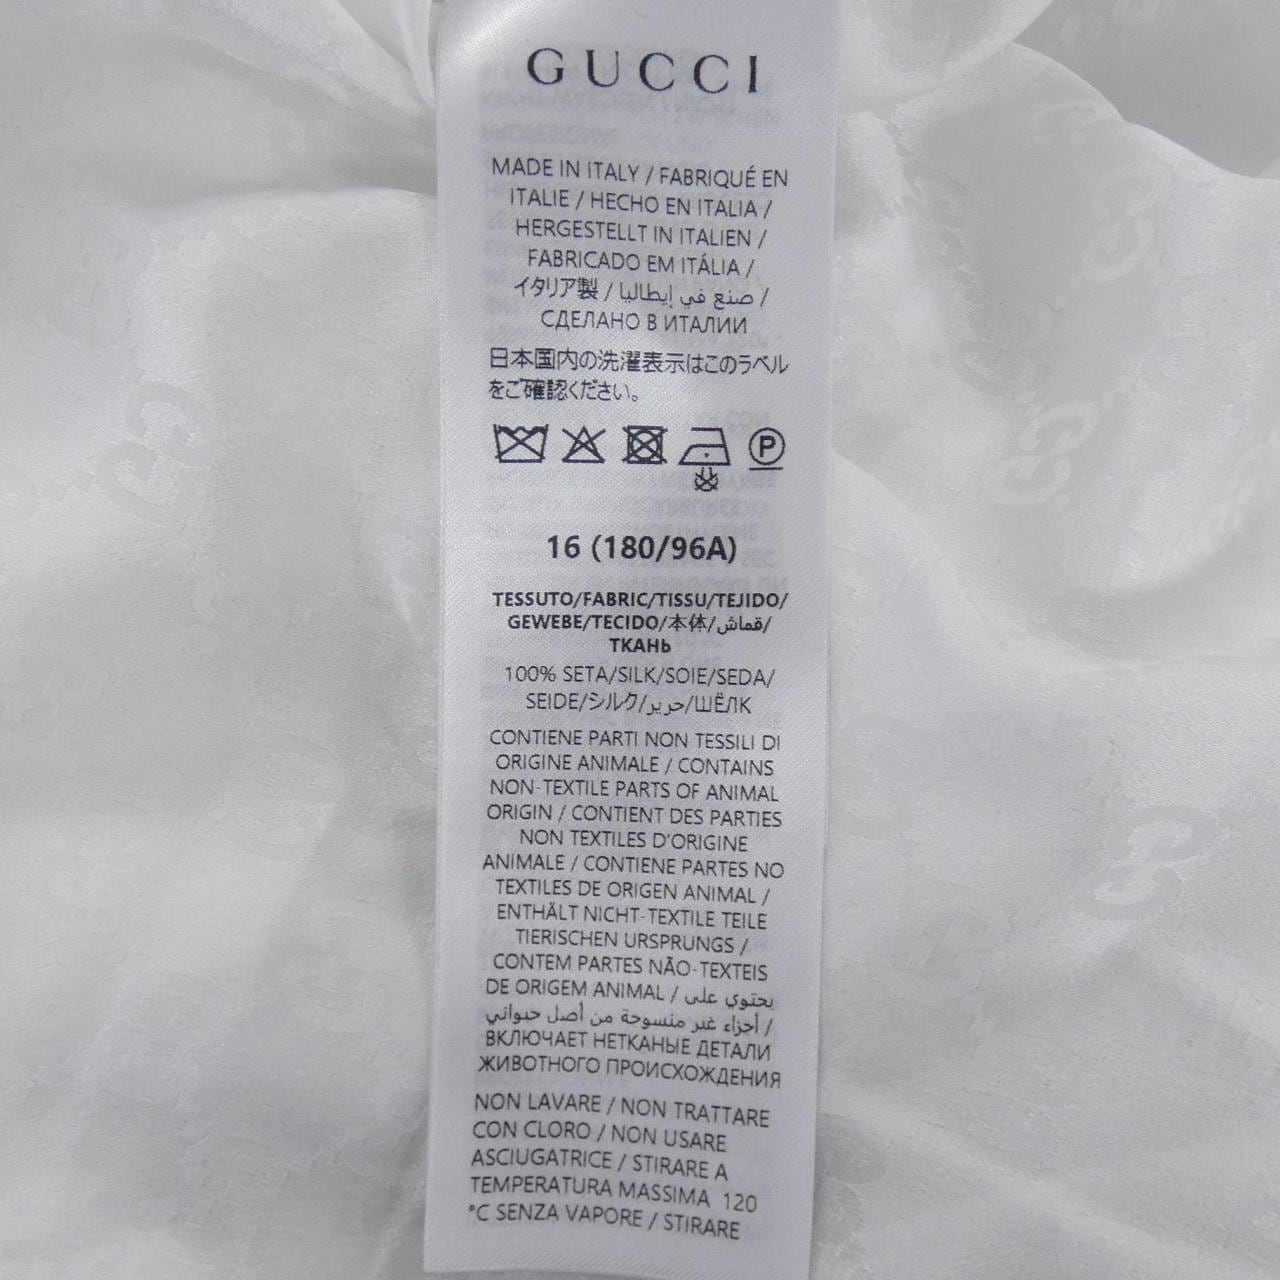 GUCCI
MADE IN ITALY / FABRIQUÉ EN
ITALIE / HECHO EN ITALIA /
HERGESTELLT IN ITALIEN /
FABRICADO EM ITÁLIA /
イタリア製 / صنع في إيطاليا /
СДЕЛАНО В ИТАЛИИ
日本国内の洗濯表示はこのラベル
をご確認ください。
P
16 (180/96A)
TESSUTO/FABRIC/TISSU/TEJIDO/
GEWEBE/TECIDO/本体/قماش/
ТКАНЬ
100% SETA/SILK/SOIE/SEDA/
SEIDE/シルク/حرير/ШЁЛК
CONTIENE PARTI NON TESSILI DI
ORIGINE ANIMALE / CONTAINS
NON-TEXTILE PARTS OF ANIMAL
ORIGIN / CONTIENT DES PARTIES
NON TEXTILES D'ORIGINE
ANIMALE / CONTIENE PARTES NO
TEXTILES DE ORIGEN ANIMAL /
ENTHÄLT NICHT-TEXTILE TEILE
TIERISCHEN URSPRUNGS /
CONTEM PARTES NÃO-TEXTEIS
DE ORIGEM ANIMAL / يحتوي على
أجزاء غير منسوجة من أصل حيواني /
ВКЛЮЧАЕТ НЕТКАНЫЕ ДЕТАЛИ
ЖИВОТНОГО ПРОИСХОЖДЕНИЯ
NON LAVARE / NON TRATTARE
CON CLORO / NON USARE
ASCIUGATRICE / STIRARE A
TEMPERATURA MASSIMA 120
°C SENZA VAPORE / STIRARE